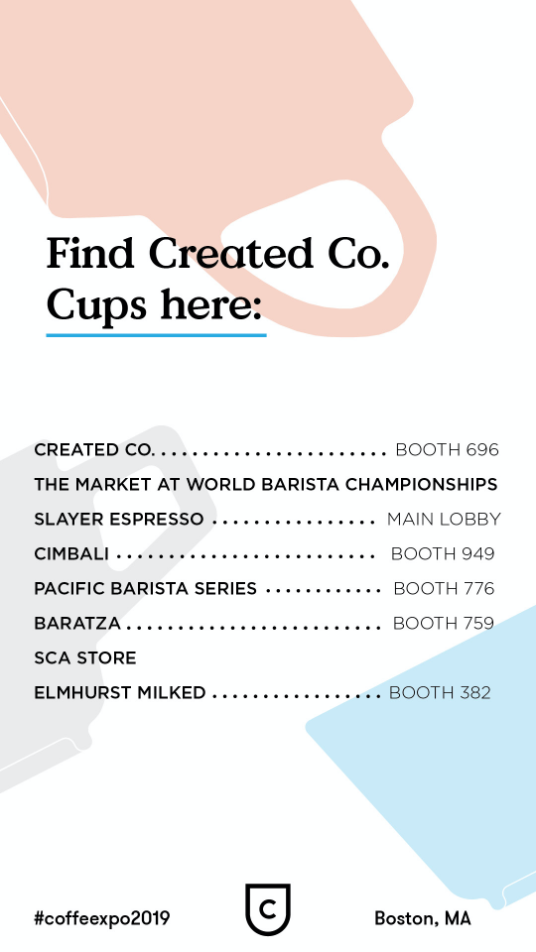 Find Created Co.
Cups here:
CREATED CO. . . . . . . . . . . . . . . . . . . . . . . . BOOTH 696
THE MARKET AT WORLD BARISTA CHAMPIONSHIPS
SLAYER ESPRESSO . . . . . . . . . . . . . . . . . MAIN LOBBY
CIMBALI . . . . . . . . . . . . . . . . . . . . . . . . . . . BOOTH 949
PACIFIC BARISTA SERIES . . . . . . . . . . . . BOOTH 776
BARATZA . . . . . . . . . . . . . . . . . . . . . . . . . . BOOTH 759
SCA STORE
ELMHURST MILKED . . . . . . . . . . . . . . . . . BOOTH 382
#coffeexpo2019 C Boston, MA